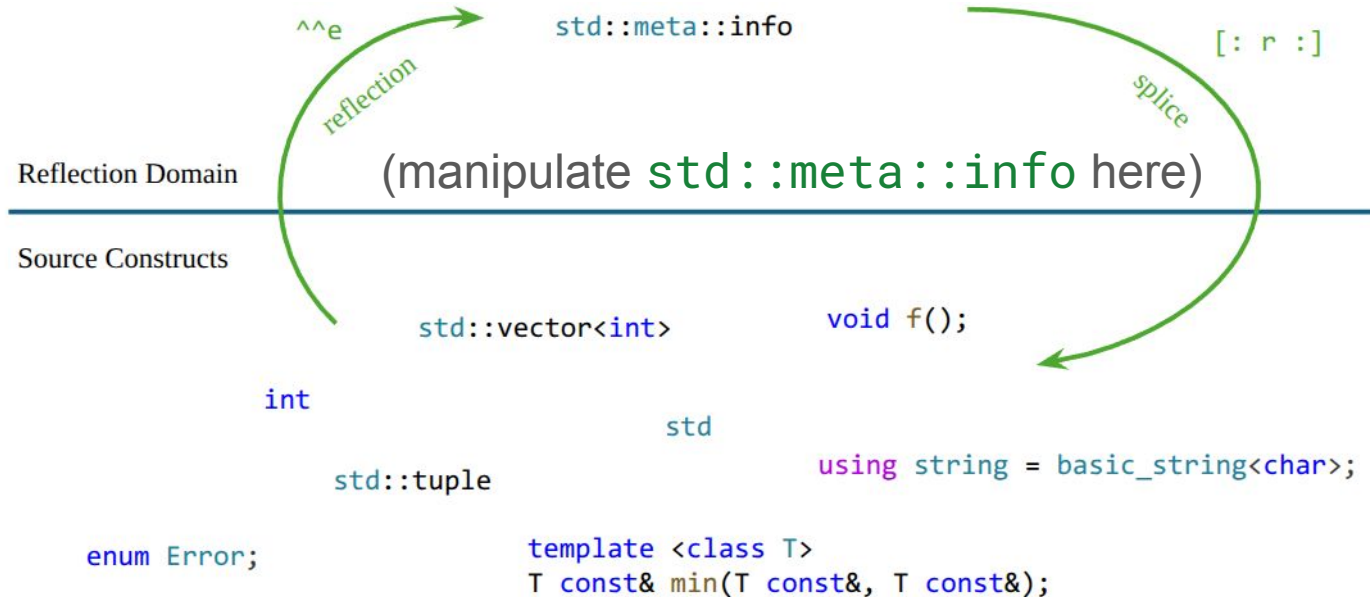 ^^e
std::meta::info
[: r :]
reflection
splice
Reflection Domain
(manipulate std::meta::info here)
Source Constructs
std::vector<int>
void f();
int
std
using string = basic_string<char>;
std::tuple
enum Error;
template <class T>
T const& min(T const&, T const&);